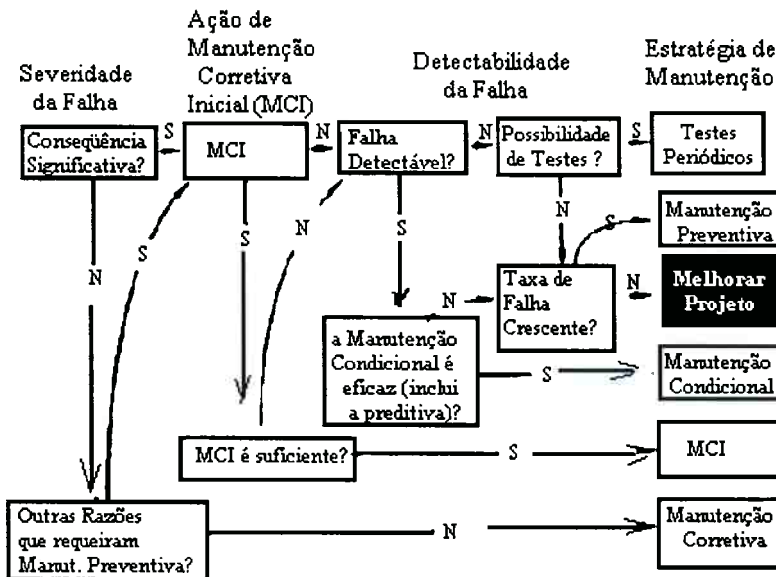 Severidade
da Falha
Ação de
Manutenção
Corretiva
Inicial (MCI)
Detectabilidade
da Falha
Estratégia de
Manutenção
Conseqüência
Significativa?
S
MCI
N
Falha
Detectável?
N
Possibilidade
de Testes ?
S
Testes
Periódicos
N
S
S
N
S
N
S
Manutenção
Preventiva
Taxa de
Falha
Crescente?
N
Melhorar
Projeto
N
a Manutenção
Condicional é
eficaz (inclui
a preditiva)?
S
Manutenção
Condicional
MCI é suficiente?
S
MCI
Outras Razões
que requeiram
Manut. Preventiva?
N
Manutenção
Corretiva